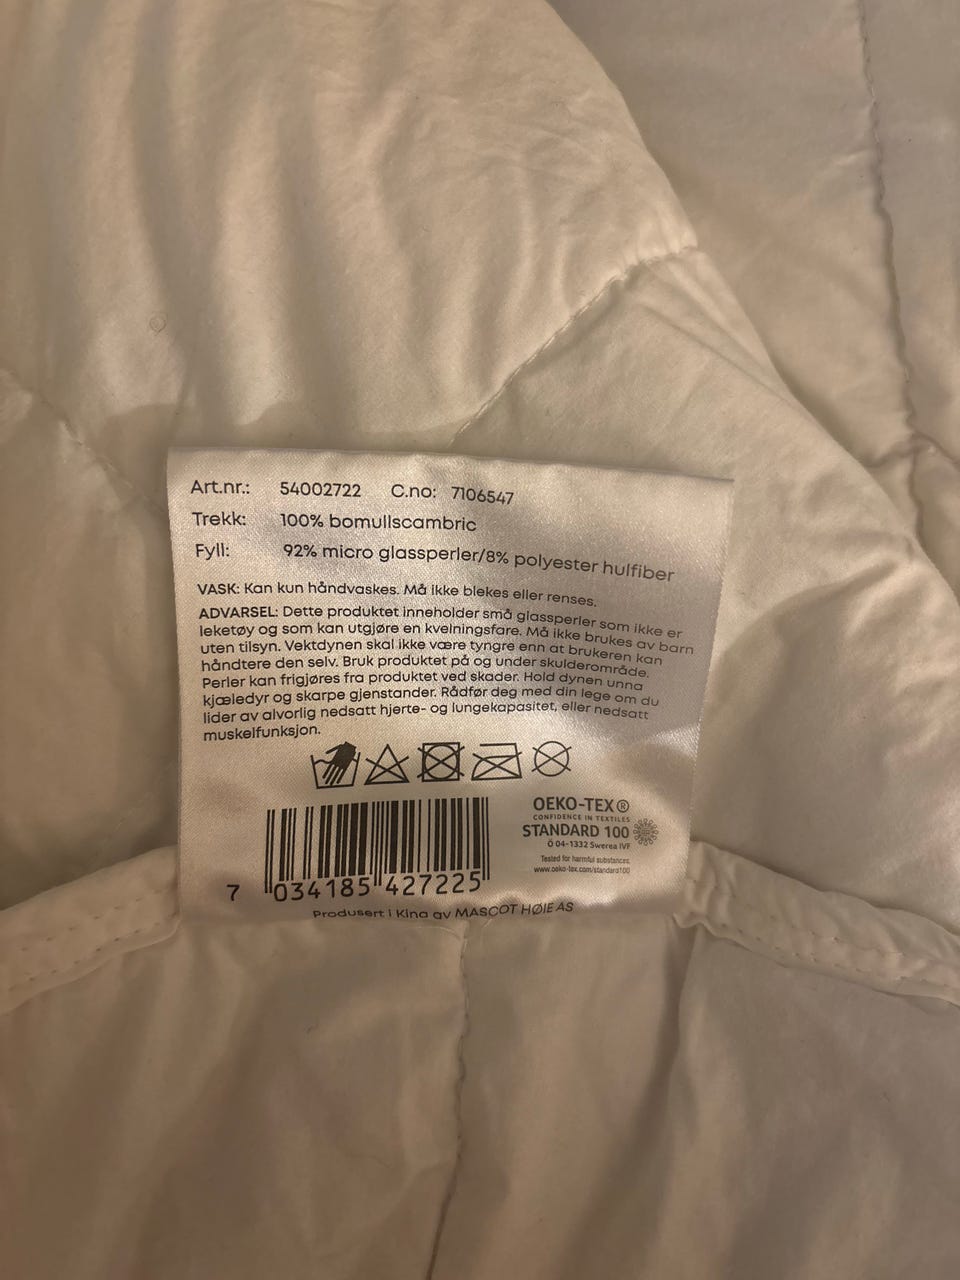 Art.nr.: 54002722 C.no: 7106547
Trekk: 100% bomullscambric
Fyll: 92% micro glassperler/8% polyester hulfiber
VASK: Kan kun håndvaskes. Må ikke blekes eller renses.
ADVARSEL: Dette produktet inneholder små glassperler som ikke er
leketøy og som kan utgjøre en kvelningsfare. Må ikke brukes av barn
uten tilsyn. Vektdynen skal ikke være tyngre enn at brukeren kan
håndtere den selv. Bruk produktet på og under skulderområde.
Perler kan frigjøres fra produktet ved skader. Hold dynen unna
kjæledyr og skarpe gjenstander. Rådfør deg med din lege om du
lider av alvorlig nedsatt hjerte- og lungekapasitet, eller nedsatt
muskelfunksjon.
OEKO-TEX®
CONFIDENCE IN TEXTILES
STANDARD 100
Ö 04-1332 Swerea IVF
Tested for harmful substances.
www.oeko-tex.com/standard100
7 034185 427225
Produsert i Kina av MASCOT HØIE AS